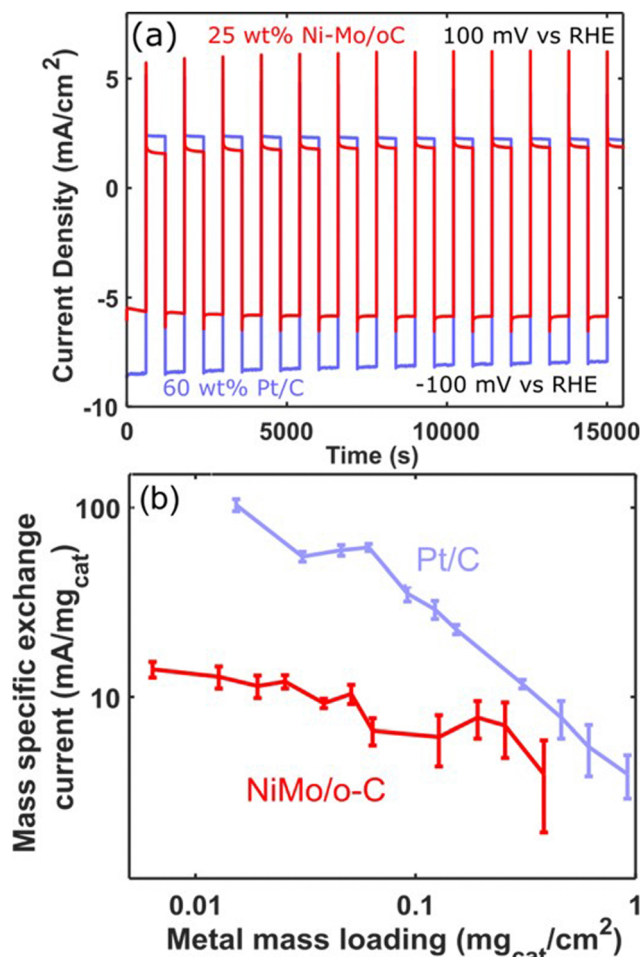 (a)
25 wt% Ni-Mo/oC
100 mV vs RHE
Current Density (mA/cm²)
5
0
-5
-10
60 wt% Pt/C
-100 mV vs RHE
0
5000
10000
15000
Time (s)
(b)
Mass specific exchange
current (mA/mg_cat)
100
10
Pt/C
NiMo/o-C
0.01
0.1
1
Metal mass loading (mg_cat/cm²)